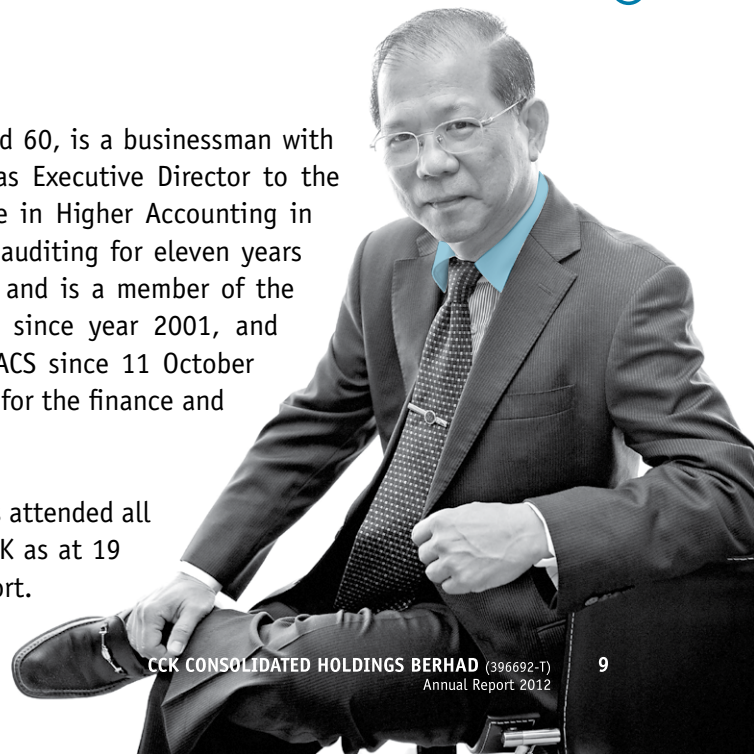 d 60, is a businessman with
as Executive Director to the
e in Higher Accounting in
auditing for eleven years
and is a member of the
since year 2001, and
ACS since 11 October
for the finance and
s attended all
K as at 19
ort.
CCK CONSOLIDATED HOLDINGS BERHAD (396692-T) 9
Annual Report 2012